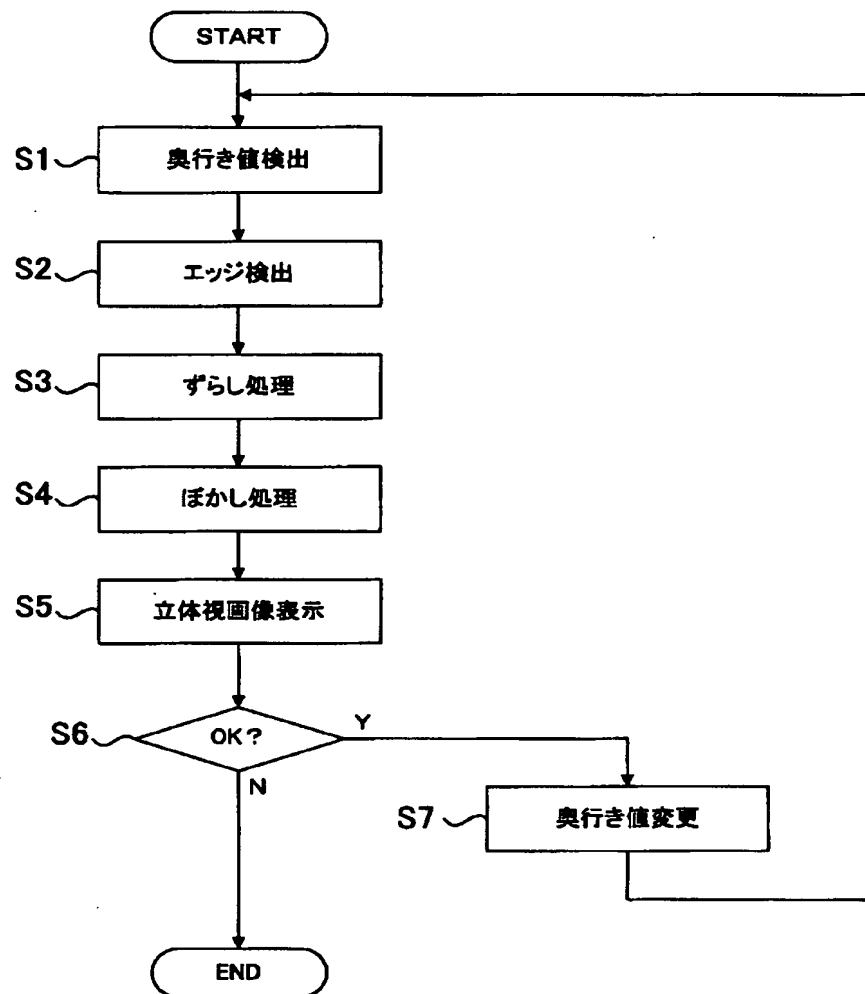 START
S1
奥行き値検出
S2
エッジ検出
S3
ずらし処理
S4
ぼかし処理
S5
立体視画像表示
S6
OK?
Y
N
S7
奥行き値変更
END